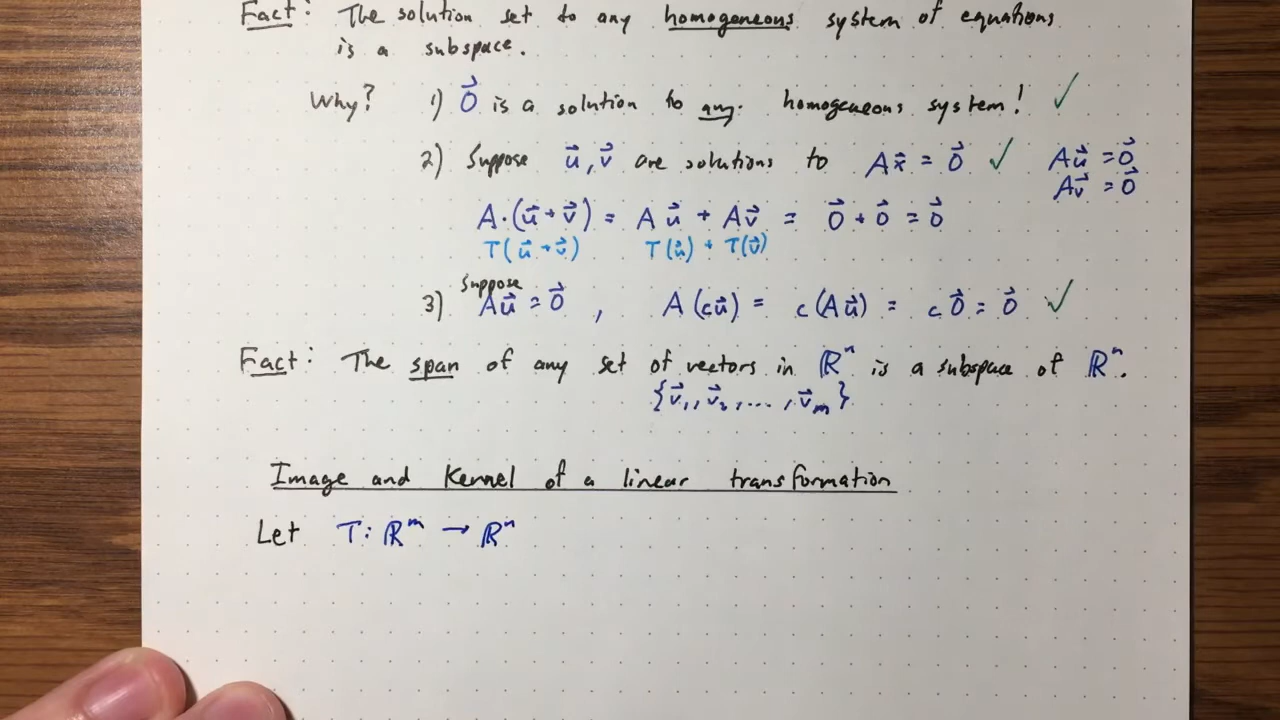 Fact: The solution set to any homogeneous system of equations
is a subspace.
Why? 1) 0⃗ is a solution to any homogeneous system! ✓
2) Suppose u⃗, v⃗ are solutions to Ax⃗ = 0⃗ ✓ Au⃗ = 0⃗
Av⃗ = 0⃗
A·(u⃗ + v⃗) = Au⃗ + Av⃗ = 0⃗ + 0⃗ = 0⃗
T(u⃗ + v⃗) T(u⃗) + T(v⃗)
Suppose
3) Au⃗ = 0⃗, A(cu⃗) = c(Au⃗) = c0⃗ = 0⃗ ✓
Fact: The span of any set of vectors in ℝⁿ is a subspace of ℝⁿ.
{v⃗₁, v⃗₂, ..., v⃗ₘ}
Image and Kernel of a linear transformation
Let T: ℝᵐ → ℝⁿ